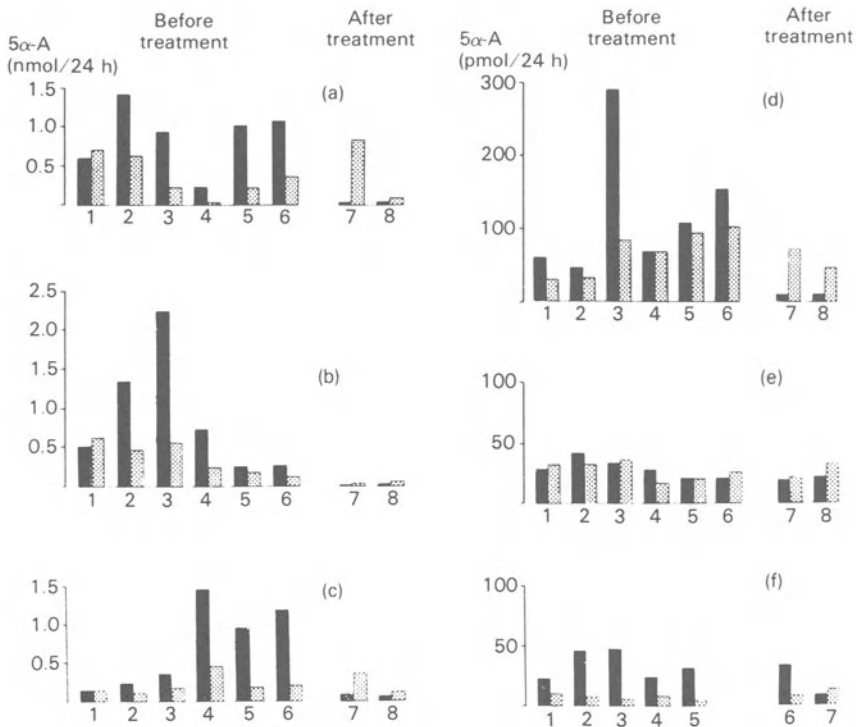 Before treatment
After treatment
5α-A
(nmol/24 h)
(a)
1.5
1.0
0.5
1 2 3 4 5 6 7 8
(b)
2.5
2.0
1.5
1.0
0.5
1 2 3 4 5 6 7 8
(c)
1.5
1.0
0.5
1 2 3 4 5 6 7 8
Before treatment
After treatment
5α-A
(pmol/24 h)
(d)
300
200
100
1 2 3 4 5 6 7 8
(e)
100
50
1 2 3 4 5 6 7 8
(f)
100
50
1 2 3 4 5 6 7